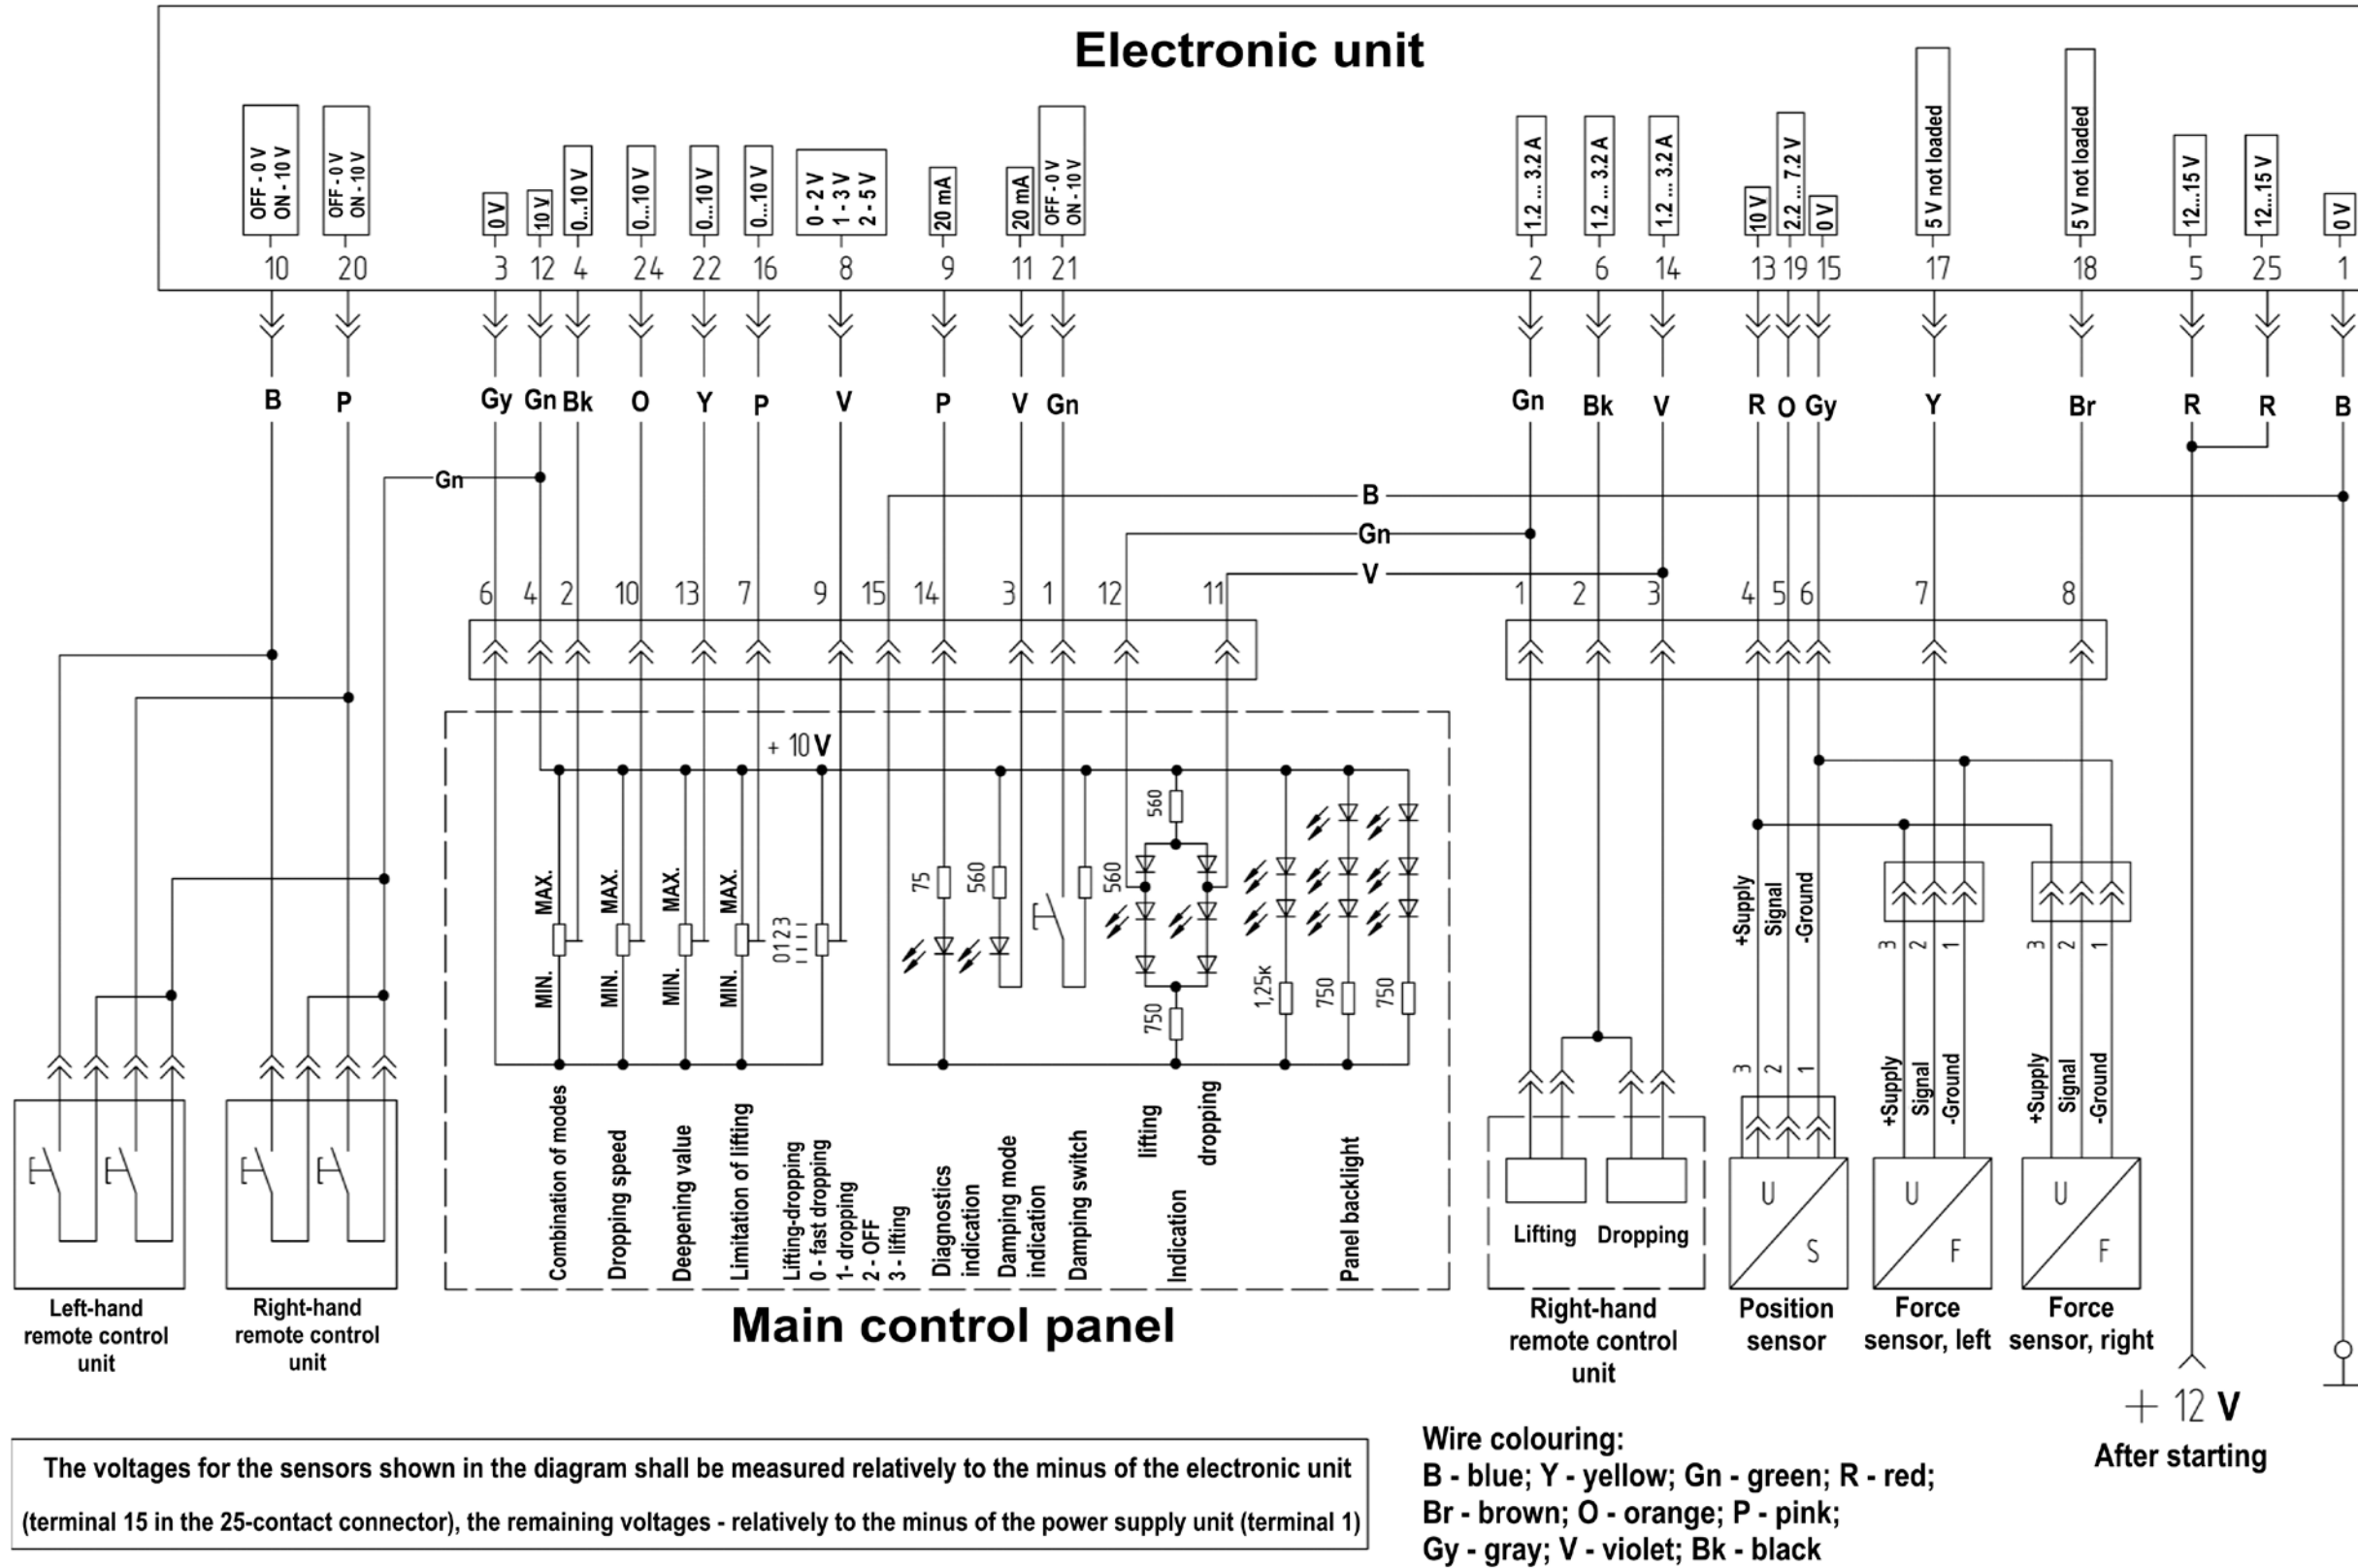 Electronic unit
OFF - 0 V
ON - 10 V
OFF - 0 V
ON - 10 V
0 V
10 V
0...10 V
0...10 V
0...10 V
0...10 V
0 - 2 V
1 - 3 V
2 - 5 V
20 mA
20 mA
OFF - 0 V
ON - 10 V
1.2 ... 3.2 A
1.2 ... 3.2 A
1.2 ... 3.2 A
10 V
2.2 ... 7.2 V
0 V
5 V not loaded
5 V not loaded
12...15 V
12...15 V
0 V
10 20 3 12 4 24 22 16 8 9 11 21 2 6 14 13 19 15 17 18 5 25 1
B P Gy Gn Bk O Y P V P V Gn Gn Bk V R O Gy Y Br R R B
Gn
B
Gn
V
6 4 2 10 13 7 9 15 14 3 1 12 11 1 2 3 4 5 6 7 8
+ 10 V
MAX.
MIN.
MAX.
MIN.
MAX.
MIN.
MAX.
MIN.
0 1 2 3
75
560
560
560
750
1,25к
750
750
+Supply
Signal
-Ground
3 2 1
3 2 1
3 2 1
+Supply
Signal
-Ground
+Supply
Signal
-Ground
Combination of modes
Dropping speed
Deepening value
Limitation of lifting
Lifting-dropping
0 - fast dropping
1- dropping
2 - OFF
3 - lifting
Diagnostics
indication
Damping mode
indication
Damping switch
Indication
lifting
dropping
Panel backlight
Lifting
Dropping
U
S
U
F
U
F
Left-hand
remote control
unit
Right-hand
remote control
unit
Main control panel
Right-hand
remote control
unit
Position
sensor
Force
sensor, left
Force
sensor, right
+ 12 V
After starting
The voltages for the sensors shown in the diagram shall be measured relatively to the minus of the electronic unit
(terminal 15 in the 25-contact connector), the remaining voltages - relatively to the minus of the power supply unit (terminal 1)
Wire colouring:
B - blue; Y - yellow; Gn - green; R - red;
Br - brown; O - orange; P - pink;
Gy - gray; V - violet; Bk - black